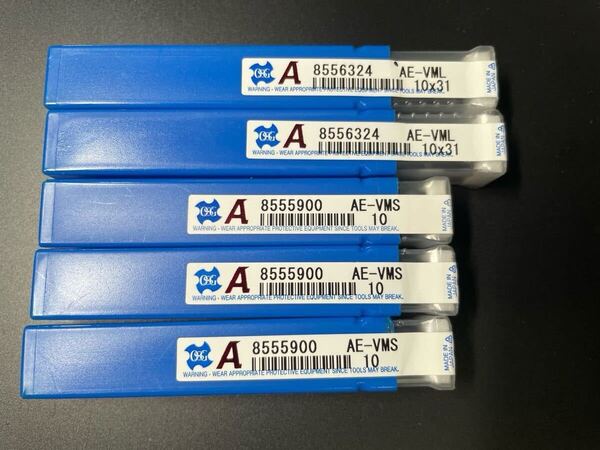 OSG A 8556324 AE-VML
10x31
WARNING - WEAR APPROPRIATE PROTECTIVE EQUIPMENT SINCE TOOLS MAY BREAK.
MADE IN JAPAN
OSG A 8556324 AE-VML
10x31
WARNING - WEAR APPROPRIATE PROTECTIVE EQUIPMENT SINCE TOOLS MAY BREAK.
MADE IN JAPAN
OSG A 8555900 AE-VMS
10
WARNING - WEAR APPROPRIATE PROTECTIVE EQUIPMENT SINCE TOOLS MAY BREAK.
MADE IN JAPAN
OSG A 8555900 AE-VMS
10
WARNING - WEAR APPROPRIATE PROTECTIVE EQUIPMENT SINCE TOOLS MAY BREAK.
MADE IN JAPAN
OSG A 8555900 AE-VMS
10
WARNING - WEAR APPROPRIATE PROTECTIVE EQUIPMENT SINCE TOOLS MAY BREAK.
MADE IN JAPAN